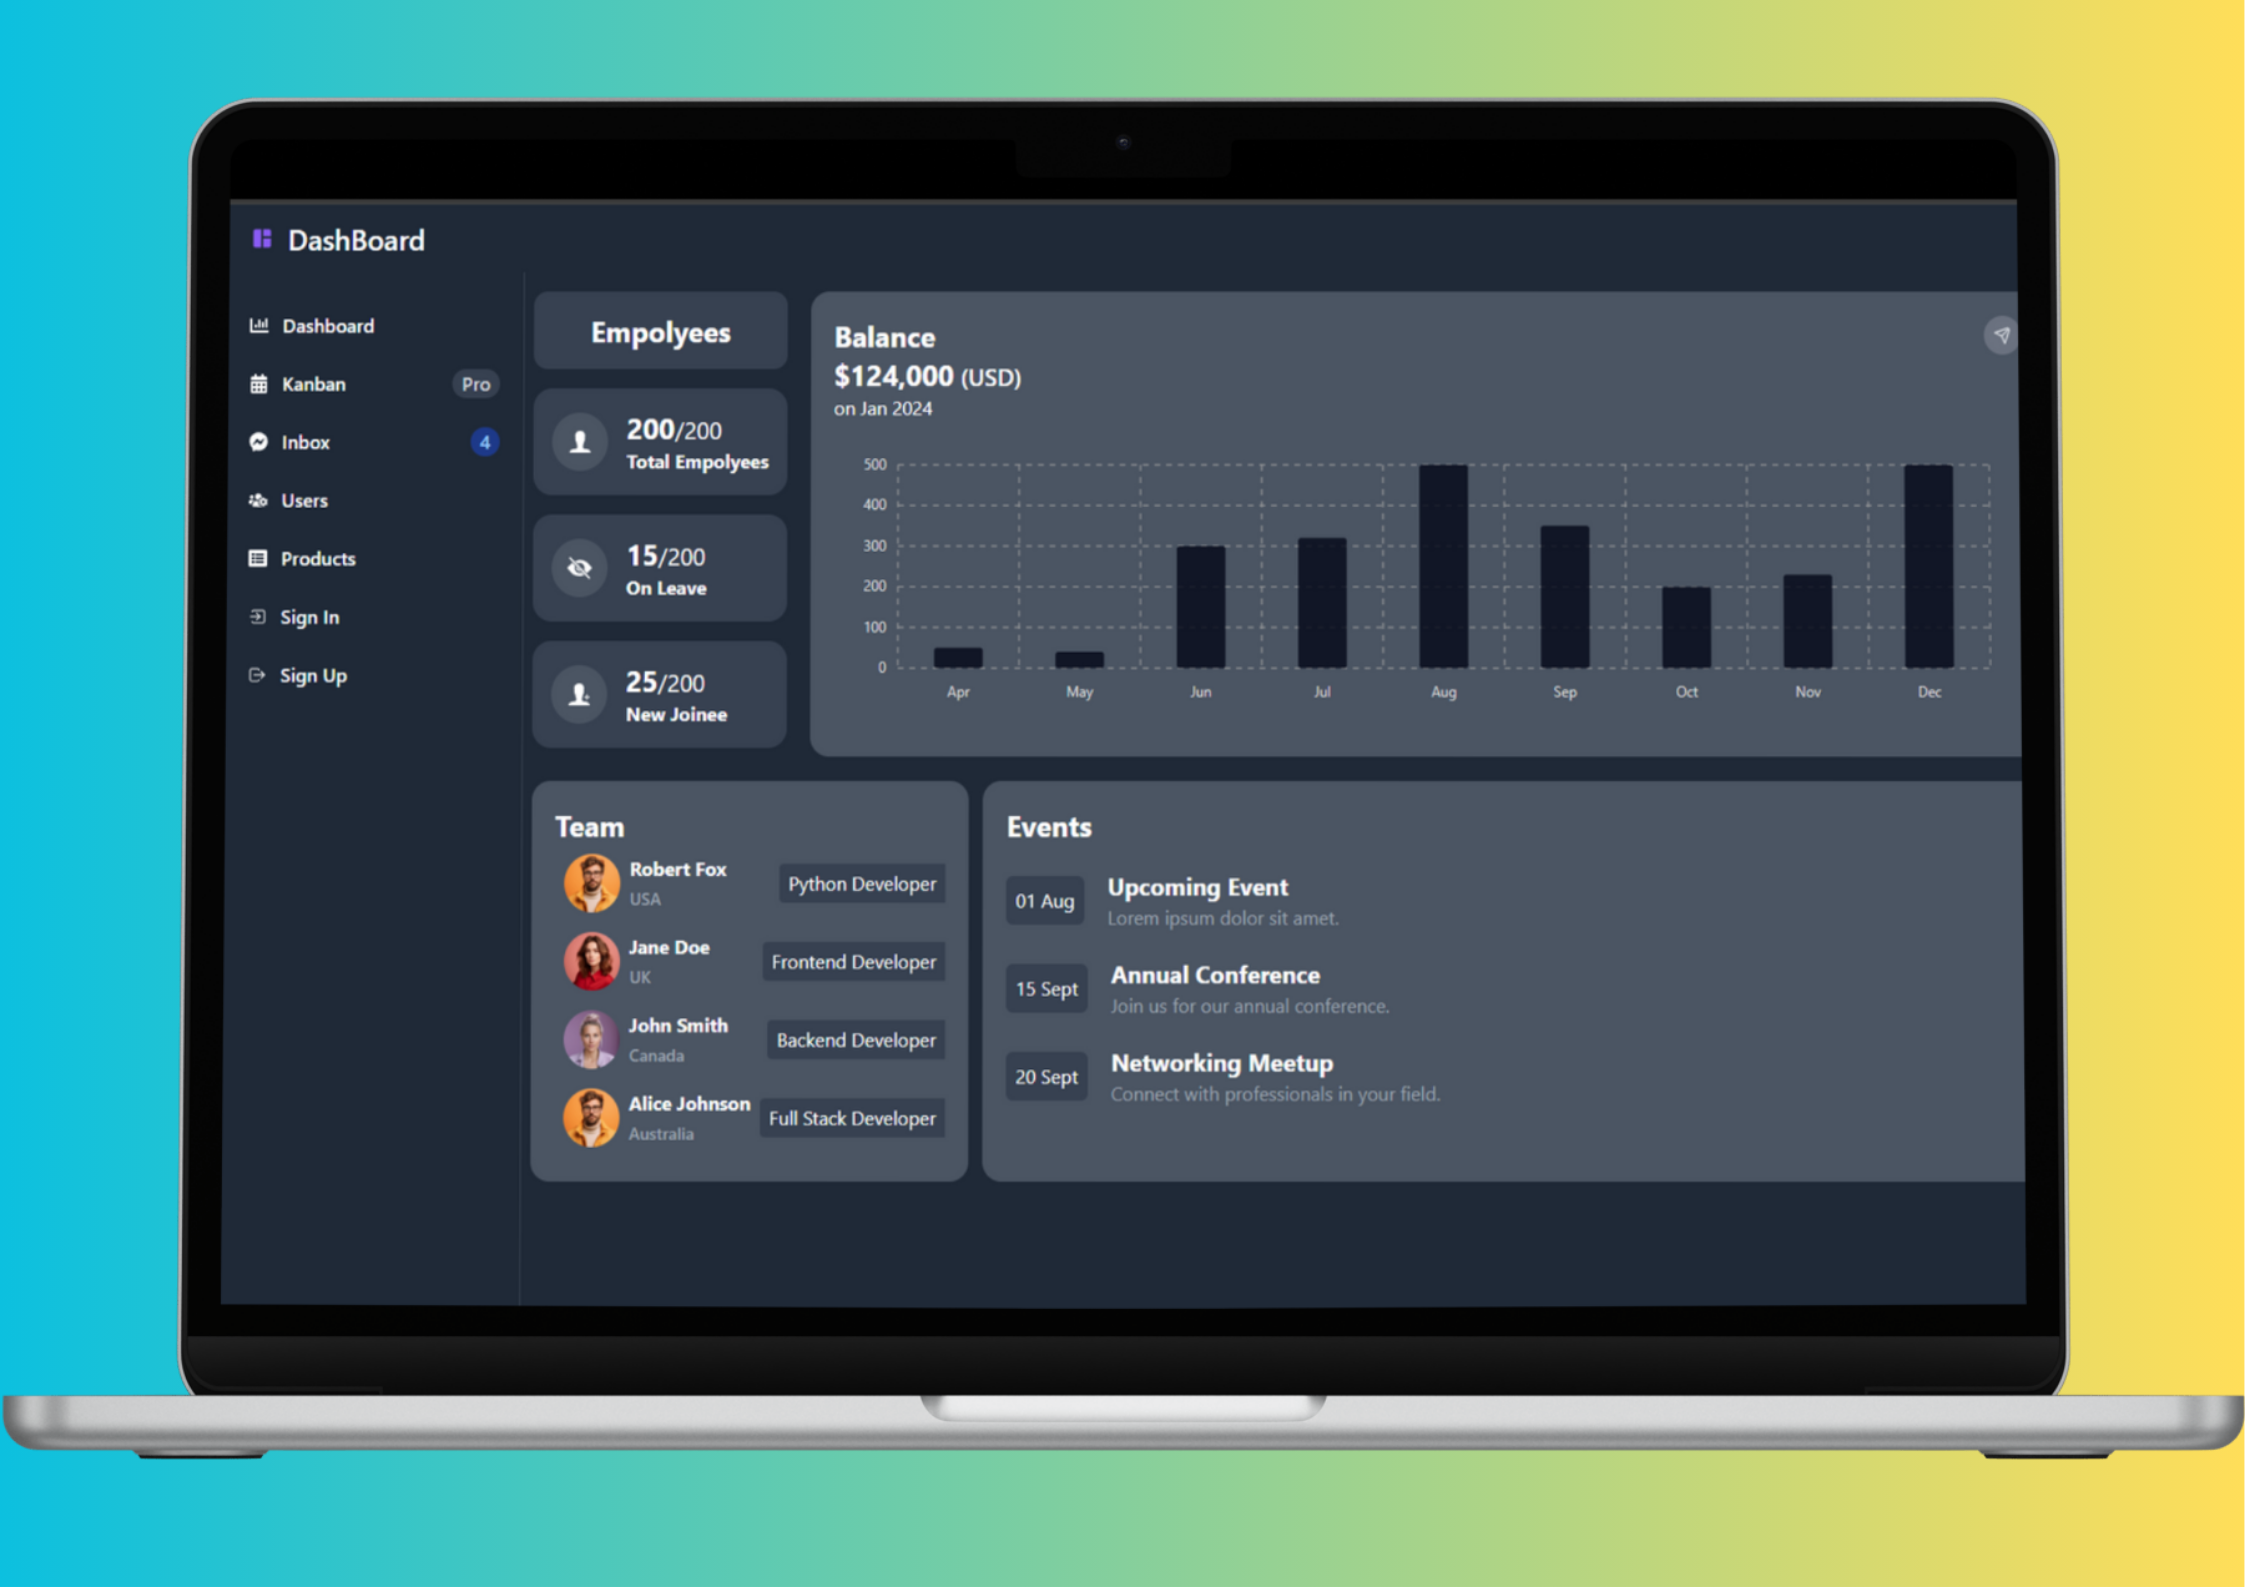 DashBoard
Dashboard
Kanban Pro
Inbox 4
Users
Products
Sign In
Sign Up
Empolyees
200/200
Total Empolyees
15/200
On Leave
25/200
New Joinee
Balance
$124,000 (USD)
on Jan 2024
500
400
300
200
100
0
Apr May Jun Jul Aug Sep Oct Nov Dec
Team
Robert Fox
USA
Python Developer
Jane Doe
UK
Frontend Developer
John Smith
Canada
Backend Developer
Alice Johnson
Australia
Full Stack Developer
Events
01 Aug
Upcoming Event
Lorem ipsum dolor sit amet.
15 Sept
Annual Conference
Join us for our annual conference.
20 Sept
Networking Meetup
Connect with professionals in your field.